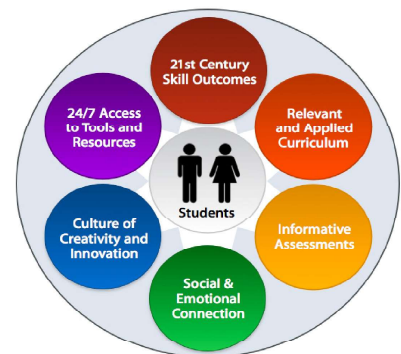 21st Century
Skill Outcomes
Relevant
and Applied
Curriculum
Informative
Assessments
Social &
Emotional
Connection
Culture of
Creativity and
Innovation
24/7 Access
to Tools and
Resources
Students